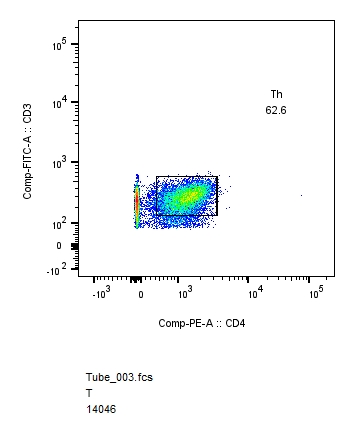 10^5
Th
10^4
62.6
Comp-FITC-A :: CD3
10^3
10^2
0
-10^2
-10^3 0 10^3 10^4 10^5
Comp-PE-A :: CD4
Tube_003.fcs
T
14046